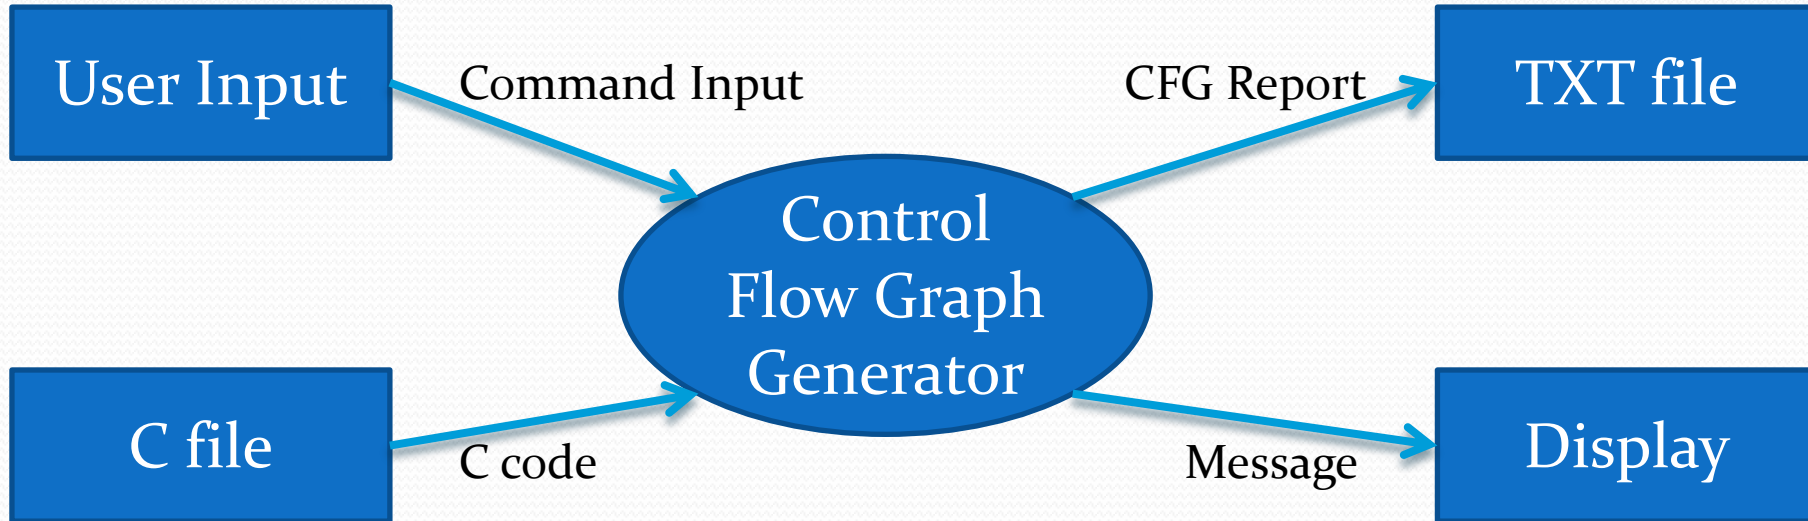 User Input
Command Input
CFG Report
TXT file
Control
Flow Graph
Generator
C file
C code
Message
Display